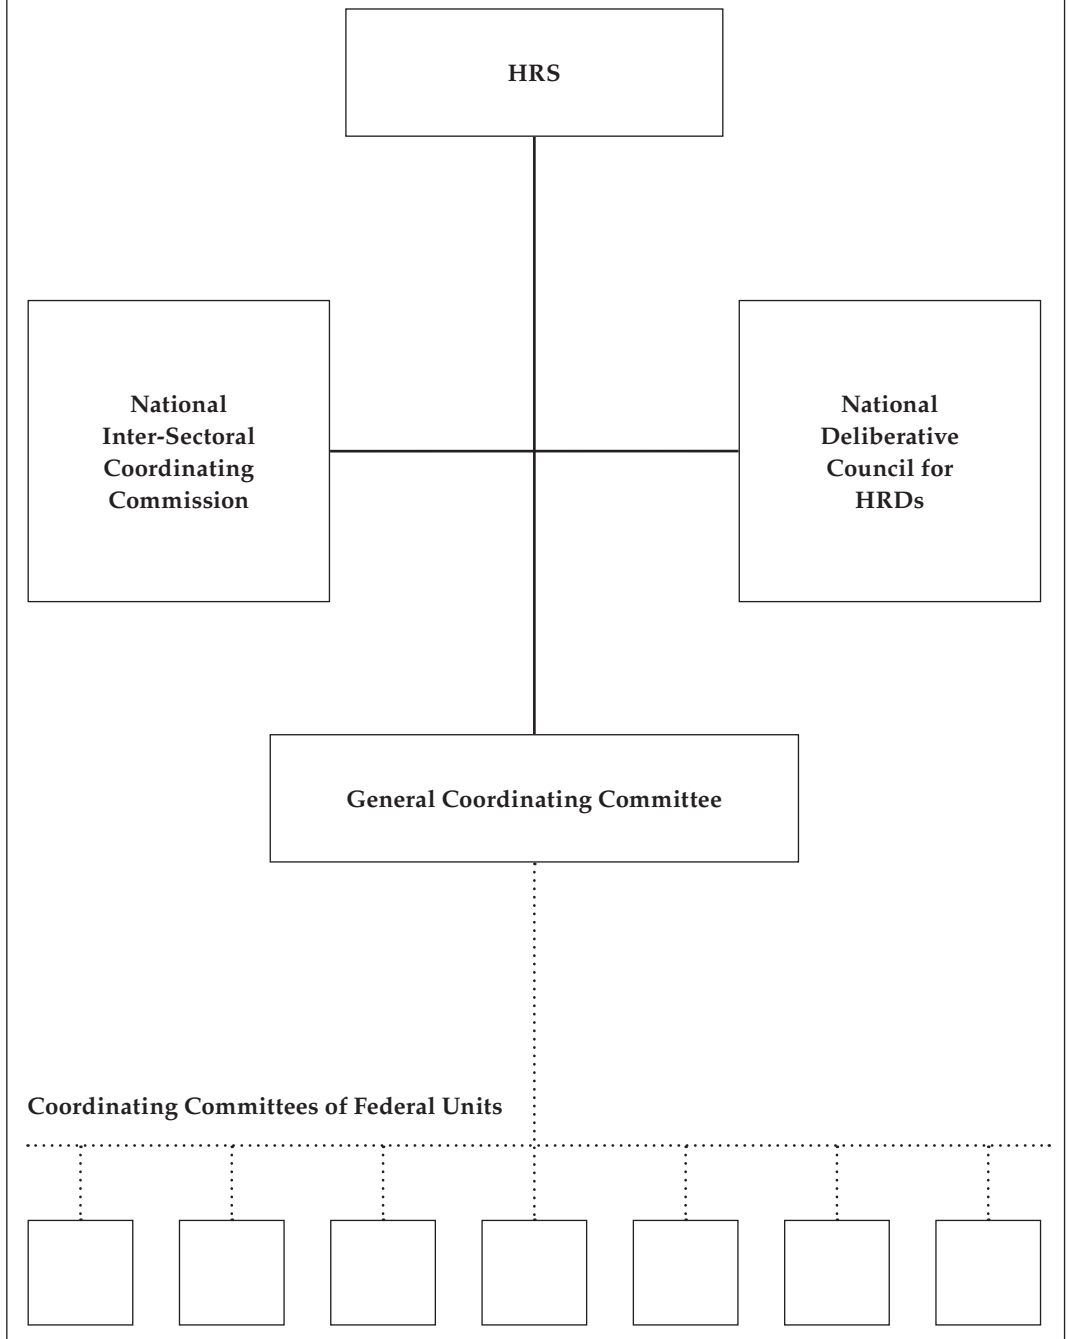 HRS
National
Inter-Sectoral
Coordinating
Commission
National
Deliberative
Council for
HRDs
General Coordinating Committee
Coordinating Committees of Federal Units